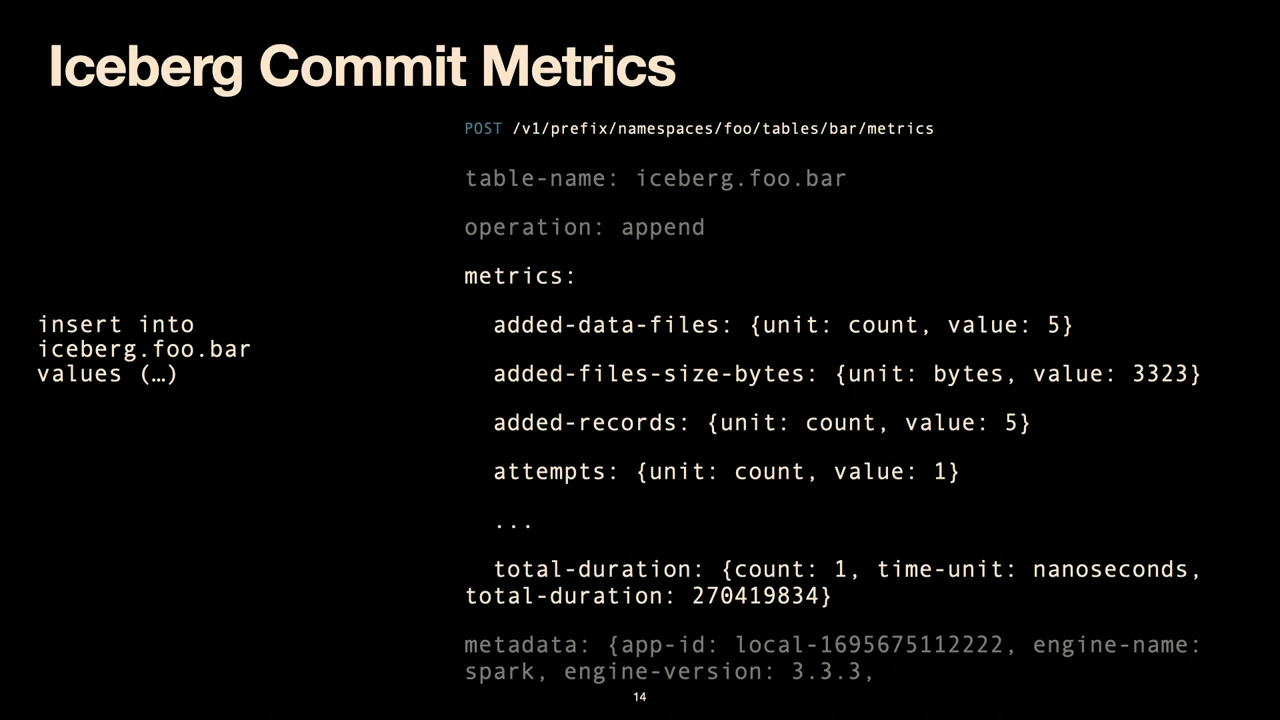 Iceberg Commit Metrics
POST /v1/prefix/namespaces/foo/tables/bar/metrics
table-name: iceberg.foo.bar
operation: append
metrics:
insert into
iceberg.foo.bar
values (…)
added-data-files: {unit: count, value: 5}
added-files-size-bytes: {unit: bytes, value: 3323}
added-records: {unit: count, value: 5}
attempts: {unit: count, value: 1}
...
total-duration: {count: 1, time-unit: nanoseconds,
total-duration: 270419834}
metadata: {app-id: local-1695675112222, engine-name:
spark, engine-version: 3.3.3,
14